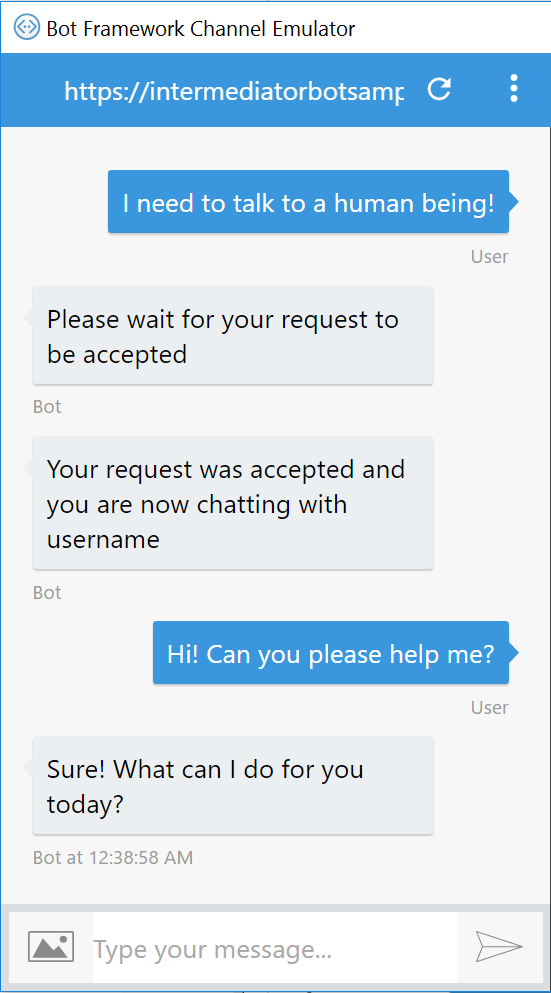 Bot Framework Channel Emulator
https://intermediatorbotsamp
I need to talk to a human being!
User
Please wait for your request to
be accepted
Bot
Your request was accepted and
you are now chatting with
username
Bot
Hi! Can you please help me?
User
Sure! What can I do for you
today?
Bot at 12:38:58 AM
Type your message...